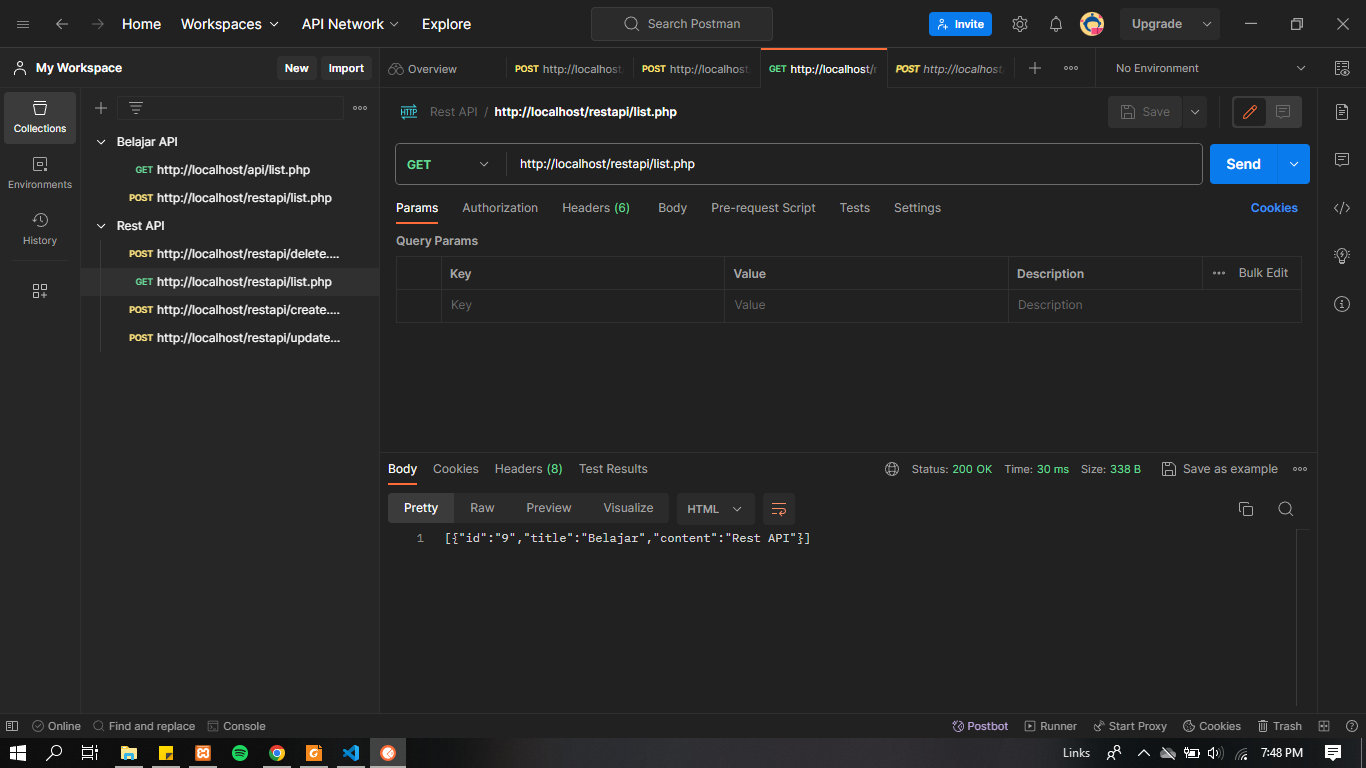 Home Workspaces API Network Explore Search Postman Invite Upgrade
My Workspace New Import Overview POST http://localhost POST http://localhost. GET http://localhost/r POST http://localhost No Environment
Collections
Environments
History
Belajar API
GET http://localhost/api/list.php
POST http://localhost/restapi/list.php
Rest API
POST http://localhost/restapi/delete....
GET http://localhost/restapi/list.php
POST http://localhost/restapi/create....
POST http://localhost/restapi/update...
HTTP Rest API / http://localhost/restapi/list.php Save
GET http://localhost/restapi/list.php Send
Params Authorization Headers (6) Body Pre-request Script Tests Settings Cookies
Query Params
Key Value Description Bulk Edit
Key Value Description
Body Cookies Headers (8) Test Results Status: 200 OK Time: 30 ms Size: 338 B Save as example
Pretty Raw Preview Visualize HTML
1 [{"id":"9","title":"Belajar","content":"Rest API"}]
Online Find and replace Console Postbot Runner Start Proxy Cookies Trash
Links 7:48 PM